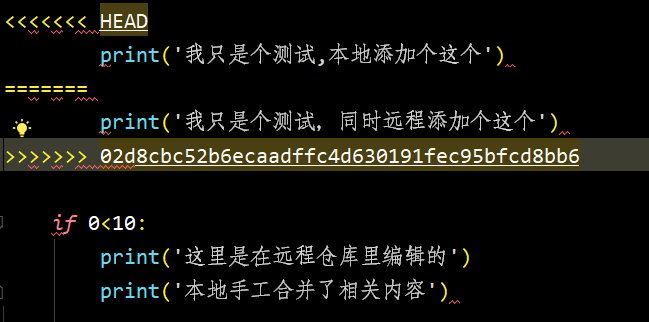 <<<<<<< HEAD
print('我只是个测试,本地添加个这个')
=======
print('我只是个测试, 同时远程添加个这个')
>>>>>>> 02d8cbc52b6ecaadffc4d630191fec95bfcd8bb6
if 0<10:
print('这里是在远程仓库里编辑的')
print('本地手工合并了相关内容')